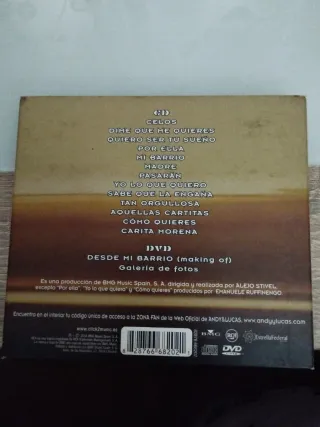 CD
CELOS
DIME QUE ME QUIERES
QUIERO SER TU SUEÑO
POR ELLA
MI BARRIO
MADRE
PASARÁN
YO LO QUE QUIERO
SABE QUE LA ENGAÑA
TAN ORGULLOSA
AQUELLAS CARTITAS
CÓMO QUIERES
CARITA MORENA
DVD
DESDE MI BARRIO (making of)
Galería de fotos
Es una producción de BMG Music Spain, S. A. dirigida y realizada por ALEJO STIVEL,
excepto "Por ella", "Yo lo que quiero" y "Cómo quieres" producidos por EMANUELE RUFFINENGO
Encuentra en el interior tu código único de acceso a la ZONA FAN de la Web Oficial de ANDY&LUCAS: www.andyylucas.com
BMG
DVD